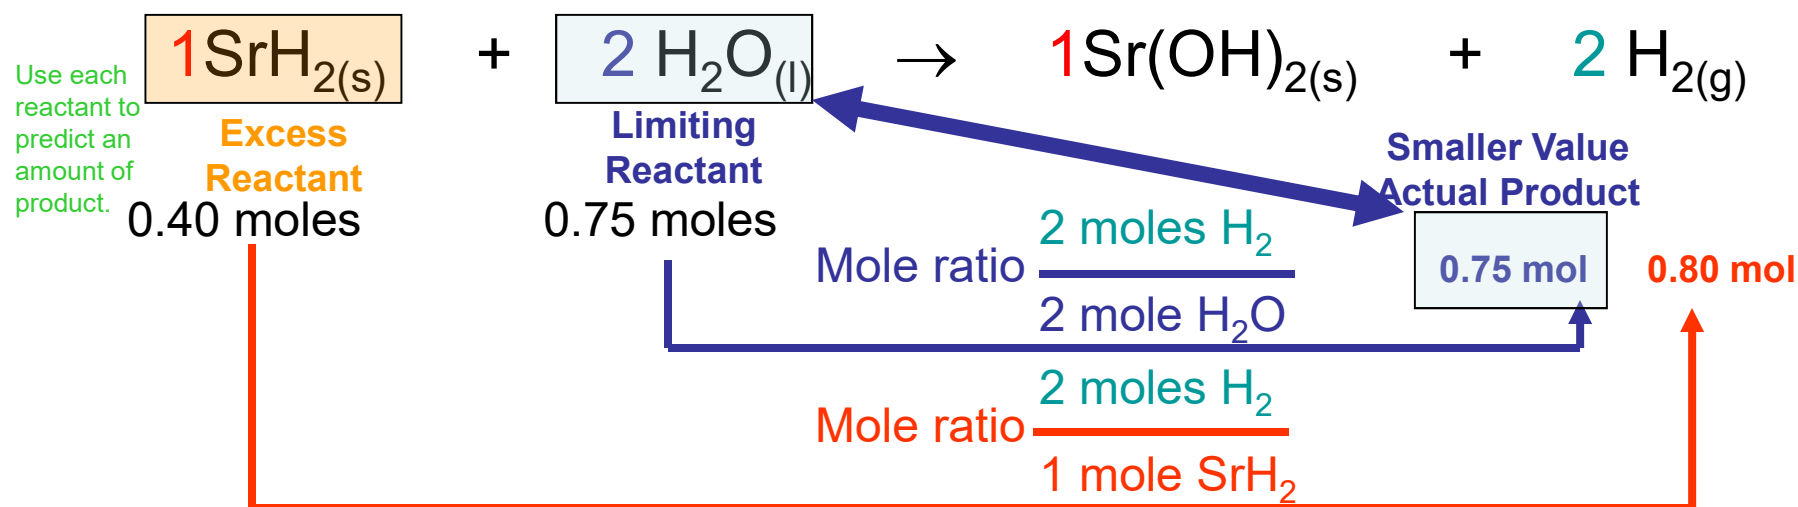 1SrH2(s) + 2 H2O(l) → 1Sr(OH)2(s) + 2 H2(g)
Use each
reactant to
predict an
amount of
product.
Excess
Reactant
0.40 moles
Limiting
Reactant
0.75 moles
Smaller Value
Actual Product
0.75 mol 0.80 mol
Mole ratio
2 moles H2
2 mole H2O
Mole ratio
2 moles H2
1 mole SrH2